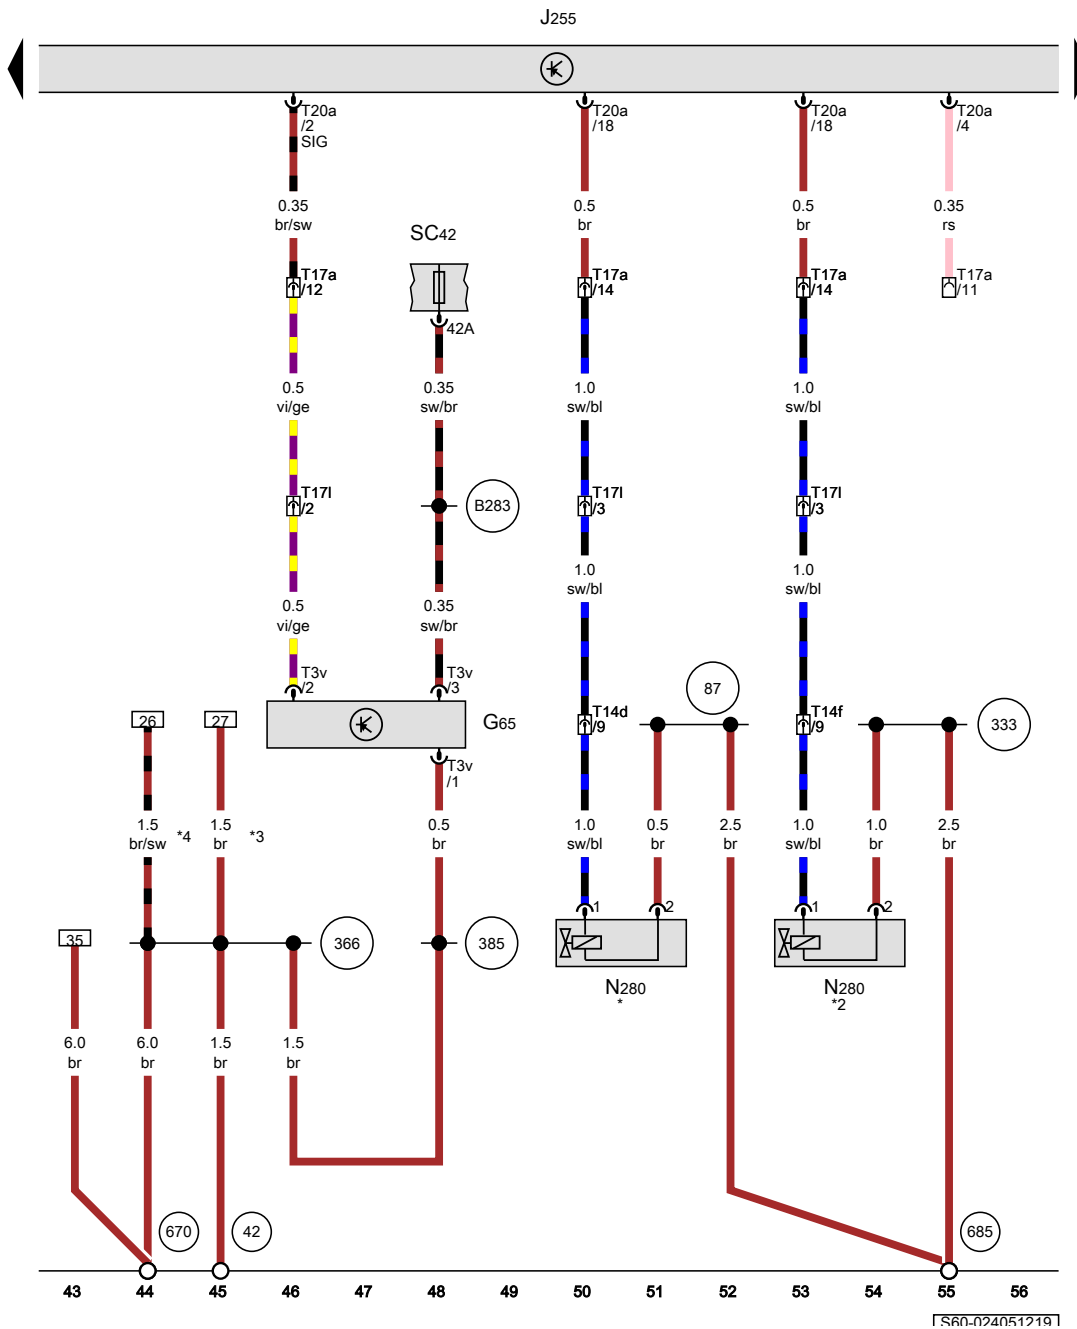 J255
T20a
/2
SIG
T20a
/18
T20a
/18
T20a
/4
0.35
br/sw
0.5
br
0.5
br
0.35
rs
SC42
T17a
/12
T17a
/14
T17a
/14
T17a
/11
42A
0.5
vi/ge
0.35
sw/br
1.0
sw/bl
1.0
sw/bl
T17l
/2
B283
T17l
/3
T17l
/3
1.0
sw/bl
1.0
sw/bl
0.5
vi/ge
0.35
sw/br
T3v
/2
T3v
/3
87
26
27
G65
T14d
/9
T14f
/9
333
T3v
/1
1.5
br/sw
*4
1.5
br
*3
0.5
br
1.0
sw/bl
0.5
br
2.5
br
1.0
sw/bl
1.0
br
2.5
br
1
2
1
2
35
366
385
N280
*
N280
*2
6.0
br
6.0
br
1.5
br
1.5
br
670
42
685
43 44 45 46 47 48 49 50 51 52 53 54 55 56
S60-024051219